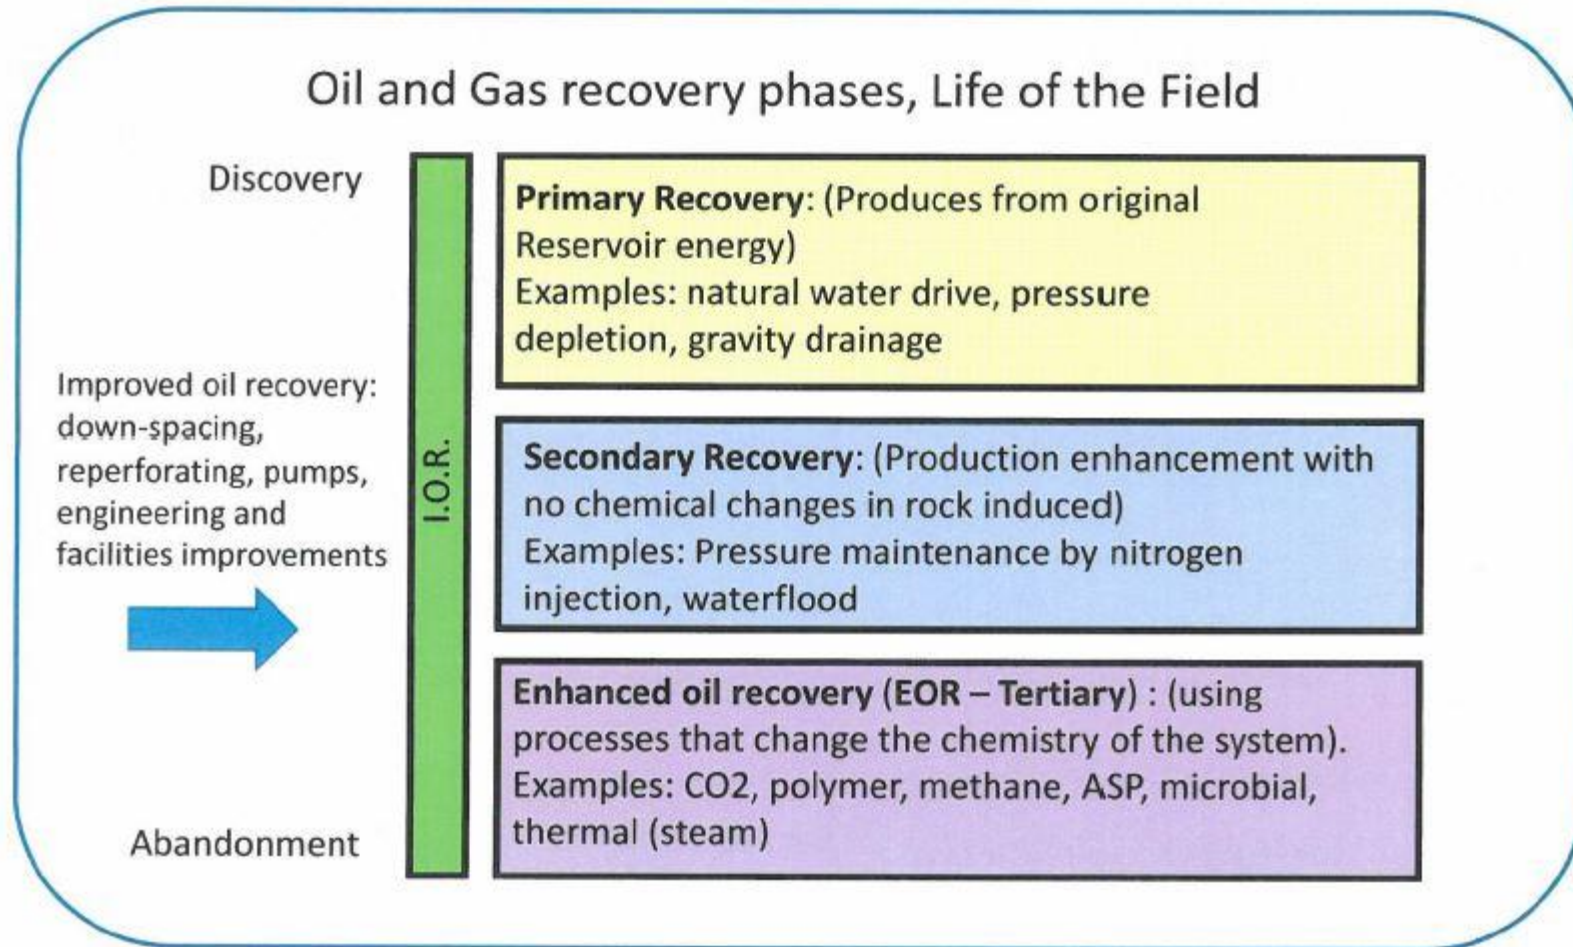 Oil and Gas recovery phases, Life of the Field
Discovery
Primary Recovery: (Produces from original
Reservoir energy)
Examples: natural water drive, pressure
depletion, gravity drainage
Improved oil recovery:
down-spacing,
reperforating, pumps,
engineering and
facilities improvements
I.O.R.
Secondary Recovery: (Production enhancement with
no chemical changes in rock induced)
Examples: Pressure maintenance by nitrogen
injection, waterflood
Enhanced oil recovery (EOR – Tertiary) : (using
processes that change the chemistry of the system).
Examples: CO2, polymer, methane, ASP, microbial,
thermal (steam)
Abandonment